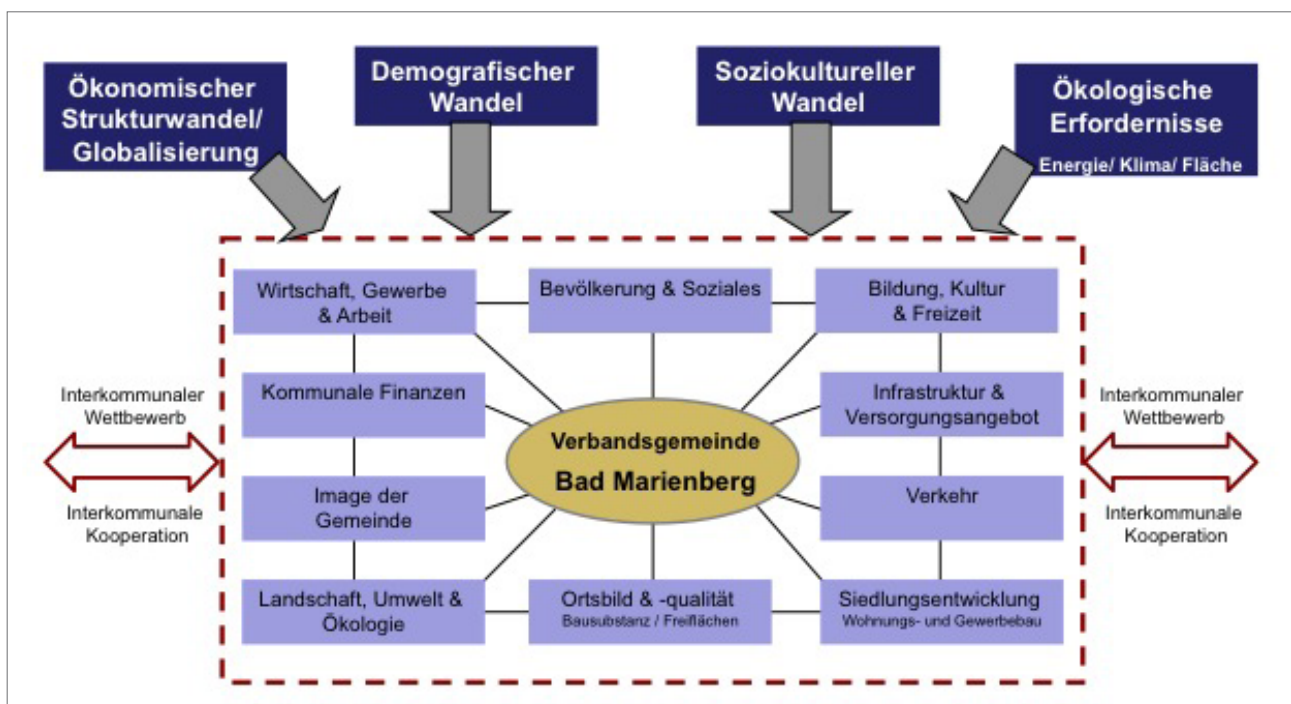 Ökonomischer
Strukturwandel/
Globalisierung
Demografischer
Wandel
Soziokultureller
Wandel
Ökologische
Erfordernisse
Energie/ Klima/ Fläche
Wirtschaft, Gewerbe
& Arbeit
Bevölkerung & Soziales
Bildung, Kultur
& Freizeit
Interkommunaler
Wettbewerb
Interkommunale
Kooperation
Kommunale Finanzen
Verbandsgemeinde
Bad Marienberg
Infrastruktur &
Versorgungsangebot
Interkommunaler
Wettbewerb
Interkommunale
Kooperation
Image der
Gemeinde
Verkehr
Landschaft, Umwelt &
Ökologie
Ortsbild & -qualität
Bausubstanz / Freiflächen
Siedlungsentwicklung
Wohnungs- und Gewerbebau